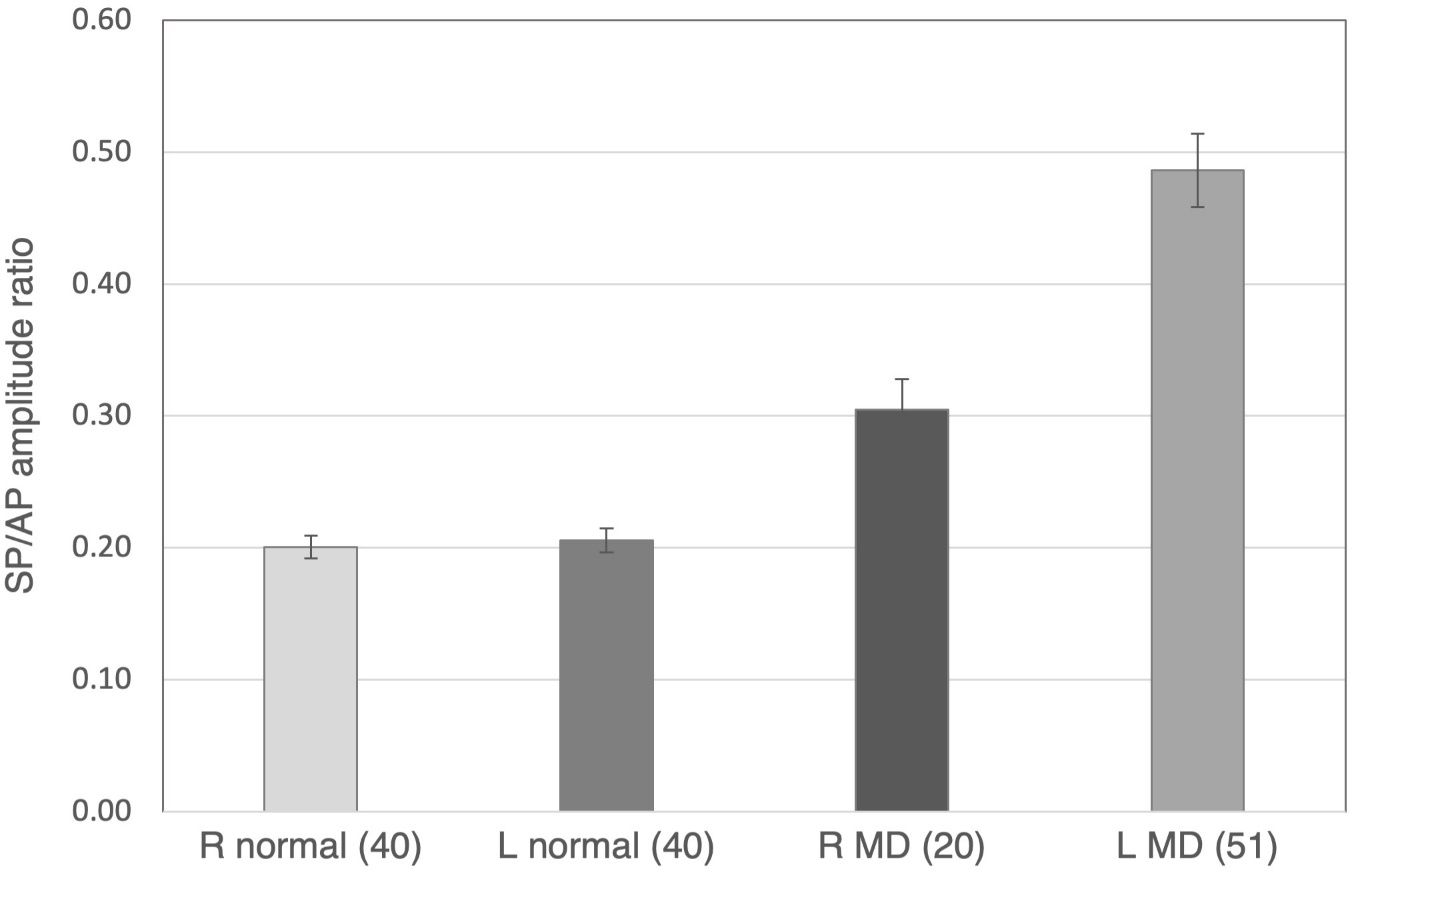 SP/AP amplitude ratio
0.60
0.50
0.40
0.30
0.20
0.10
0.00
R normal (40)
L normal (40)
R MD (20)
L MD (51)